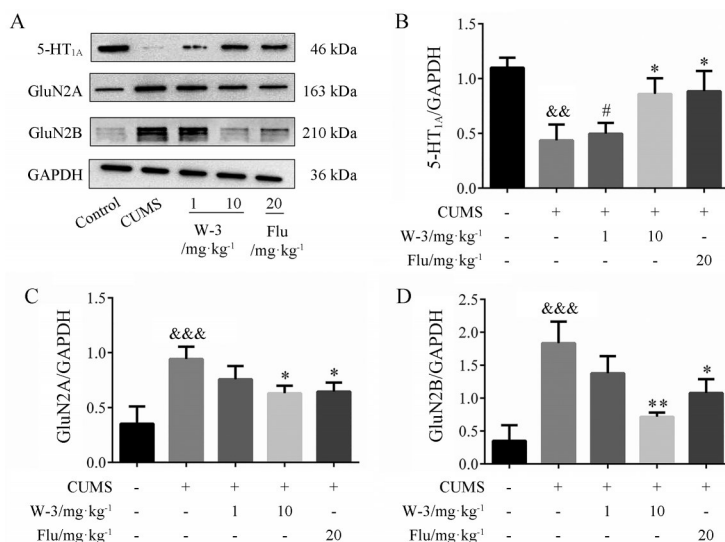 A
5-HT1A 46 kDa
GluN2A 163 kDa
GluN2B 210 kDa
GAPDH 36 kDa
Control CUMS 1 10 20
W-3 Flu
/mg·kg-1 /mg·kg-1
B
5-HT1A/GAPDH
1.5
1.0
0.5
0.0
&& # * *
CUMS - + + + +
W-3/mg·kg-1 - - 1 10 -
Flu/mg·kg-1 - - - - 20
C
GluN2A/GAPDH
1.5
1.0
0.5
0.0
&&& * *
CUMS - + + + +
W-3/mg·kg-1 - - 1 10 -
Flu/mg·kg-1 - - - - 20
D
GluN2B/GAPDH
2.5
2.0
1.5
1.0
0.5
0.0
&&& ** *
CUMS - + + + +
W-3/mg·kg-1 - - 1 10 -
Flu/mg·kg-1 - - - - 20